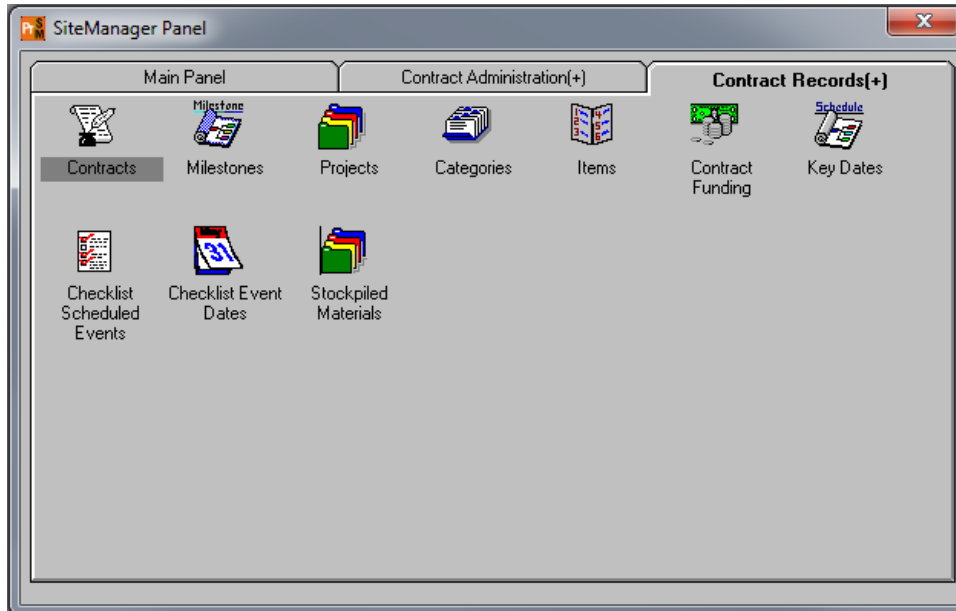 SiteManager Panel
Main Panel
Contract Administration(+)
Contract Records(+)
Milestone
Schedule
Contracts
Milestones
Projects
Categories
Items
Contract
Funding
Key Dates
31
Checklist
Scheduled
Events
Checklist Event
Dates
Stockpiled
Materials